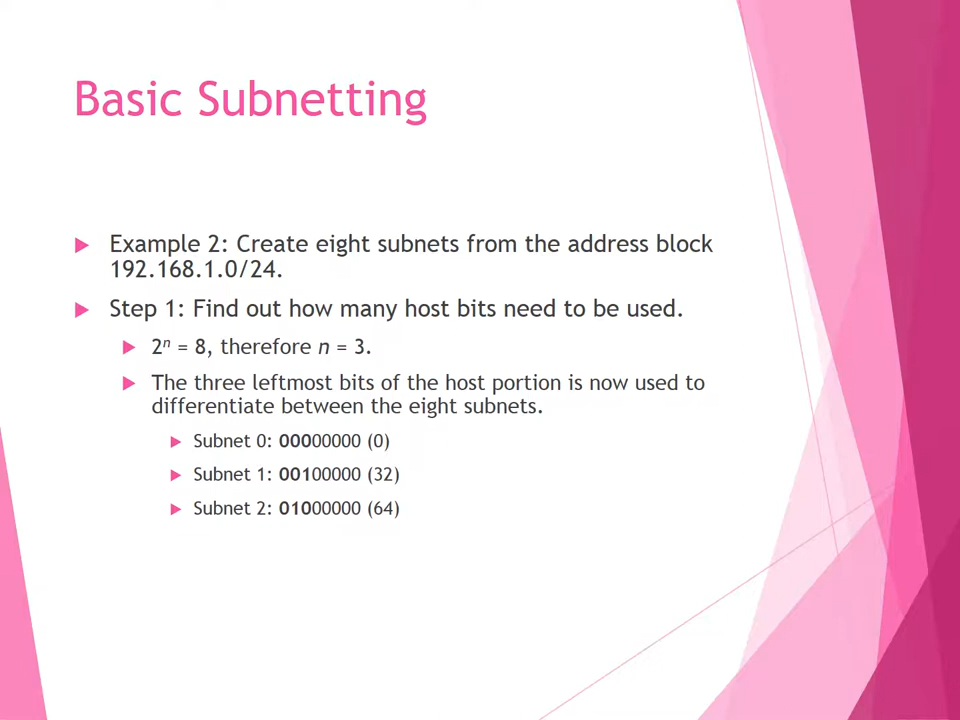 Basic Subnetting
Example 2: Create eight subnets from the address block
192.168.1.0/24.
Step 1: Find out how many host bits need to be used.
2ⁿ = 8, therefore n = 3.
The three leftmost bits of the host portion is now used to
differentiate between the eight subnets.
Subnet 0: 00000000 (0)
Subnet 1: 00100000 (32)
Subnet 2: 01000000 (64)